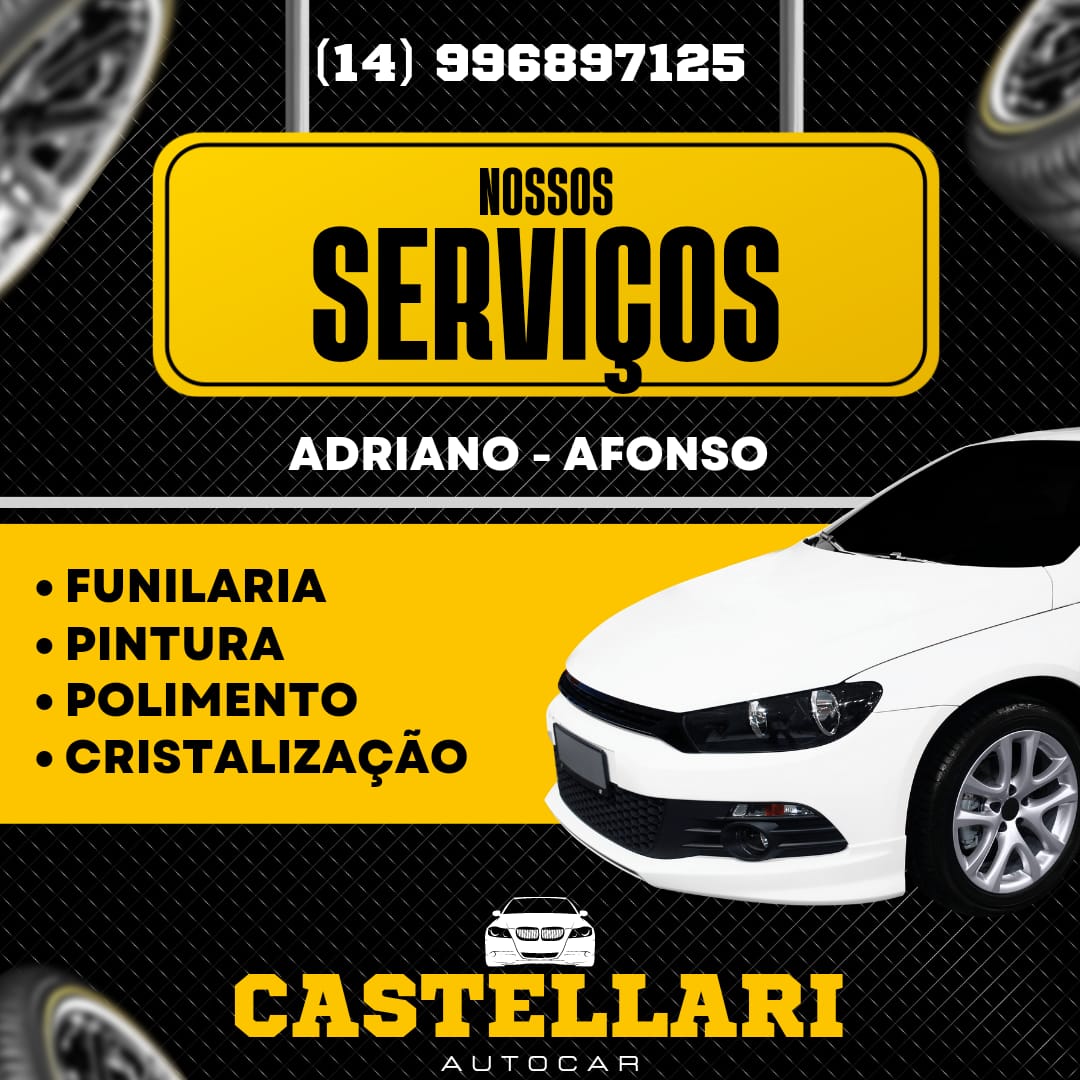 (14) 996897125
NOSSOS
SERVIÇOS
ADRIANO - AFONSO
• FUNILARIA
• PINTURA
• POLIMENTO
• CRISTALIZAÇÃO
CASTELLARI
AUTOCAR